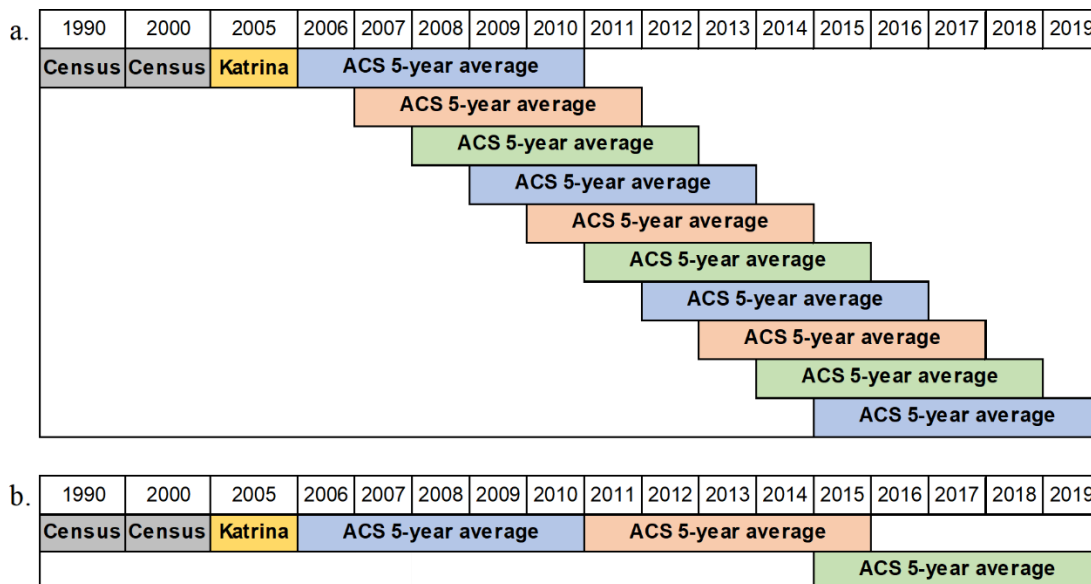 a. 1990 2000 2005 2006 2007 2008 2009 2010 2011 2012 2013 2014 2015 2016 2017 2018 2019
Census Census Katrina ACS 5-year average
ACS 5-year average
ACS 5-year average
ACS 5-year average
ACS 5-year average
ACS 5-year average
ACS 5-year average
ACS 5-year average
ACS 5-year average
ACS 5-year average
b. 1990 2000 2005 2006 2007 2008 2009 2010 2011 2012 2013 2014 2015 2016 2017 2018 2019
Census Census Katrina ACS 5-year average ACS 5-year average
ACS 5-year average